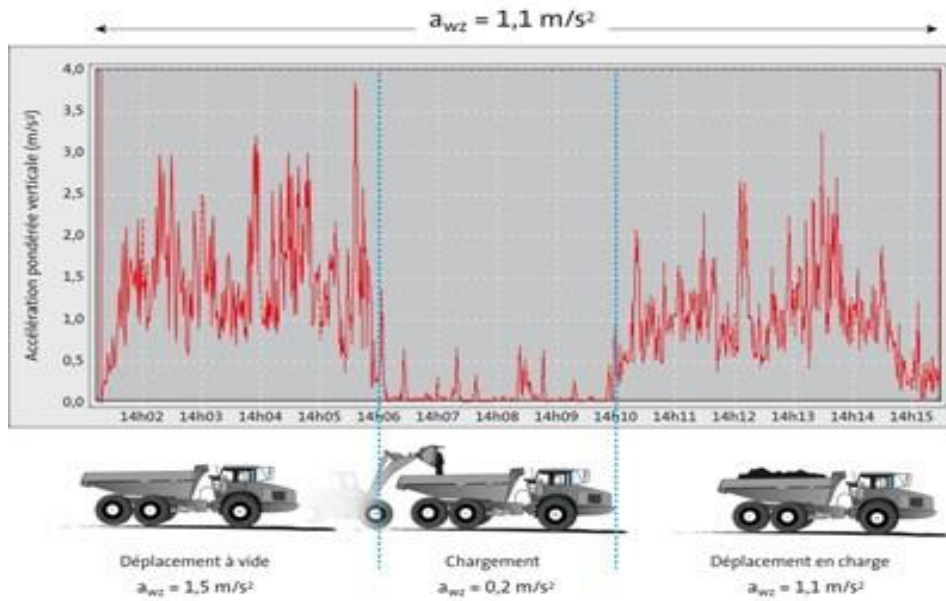 a_wz = 1,1 m/s²
Accélération pondérée verticale (m/s²)
4,0
3,5
3,0
2,5
2,0
1,5
1,0
0,5
0,0
14h02 14h03 14h04 14h05 14h06 14h07 14h08 14h09 14h10 14h11 14h12 14h13 14h14 14h15
Déplacement à vide
a_wz = 1,5 m/s²
Chargement
a_wz = 0,2 m/s²
Déplacement en charge
a_wz = 1,1 m/s²